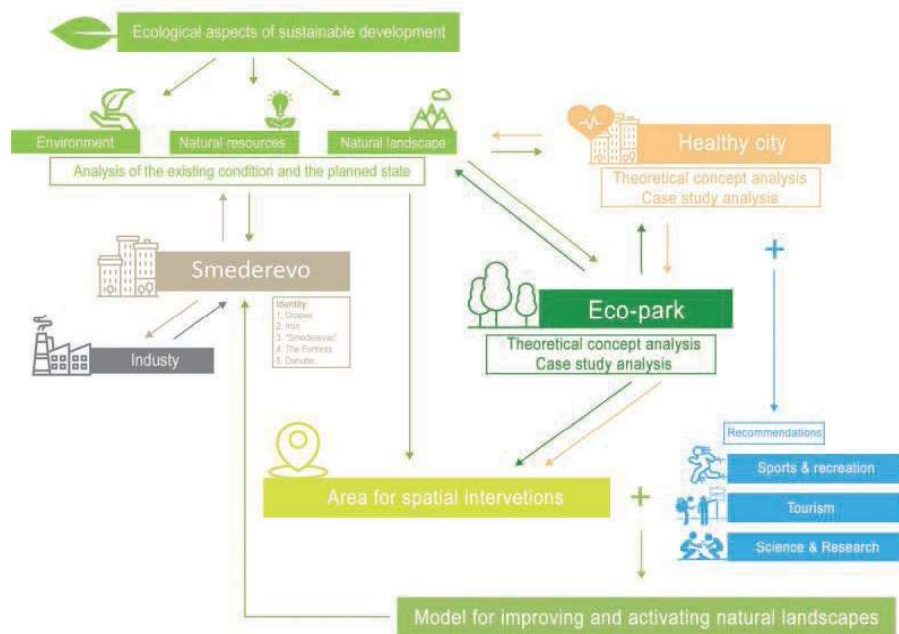 Ecological aspects of sustainable development
Environment
Natural resources
Natural landscape
Analysis of the existing condition and the planned state
Healthy city
Theoretical concept analysis
Case study analysis
+
Smederevo
Identity:
1. Grapes
2. Iron
3. "Smederevac"
4. The Fortress
5. Danube
Industy
Eco-park
Theoretical concept analysis
Case study analysis
Recommendations
Sports & recreation
Tourism
Science & Research
Area for spatial intervetions
+
Model for improving and activating natural landscapes